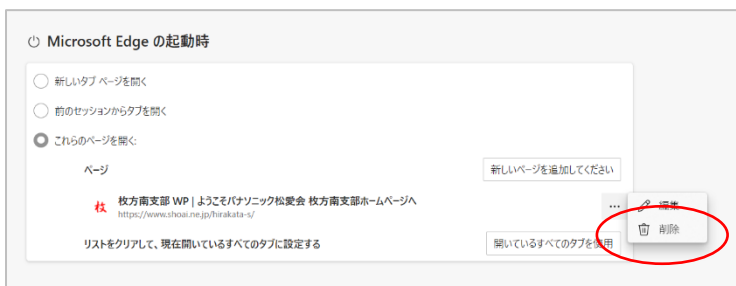 Microsoft Edge の起動時
新しいタブ ページを開く
前のセッションからタブを開く
これらのページを開く:
ページ
新しいページを追加してください
枚 枚方南支部 WP | ようこそパナソニック松愛会 枚方南支部ホームページへ
https://www.shoai.ne.jp/hirakata-s/
... 編集
削除
リストをクリアして、現在開いているすべてのタブに設定する
開いているすべてのタブを使用